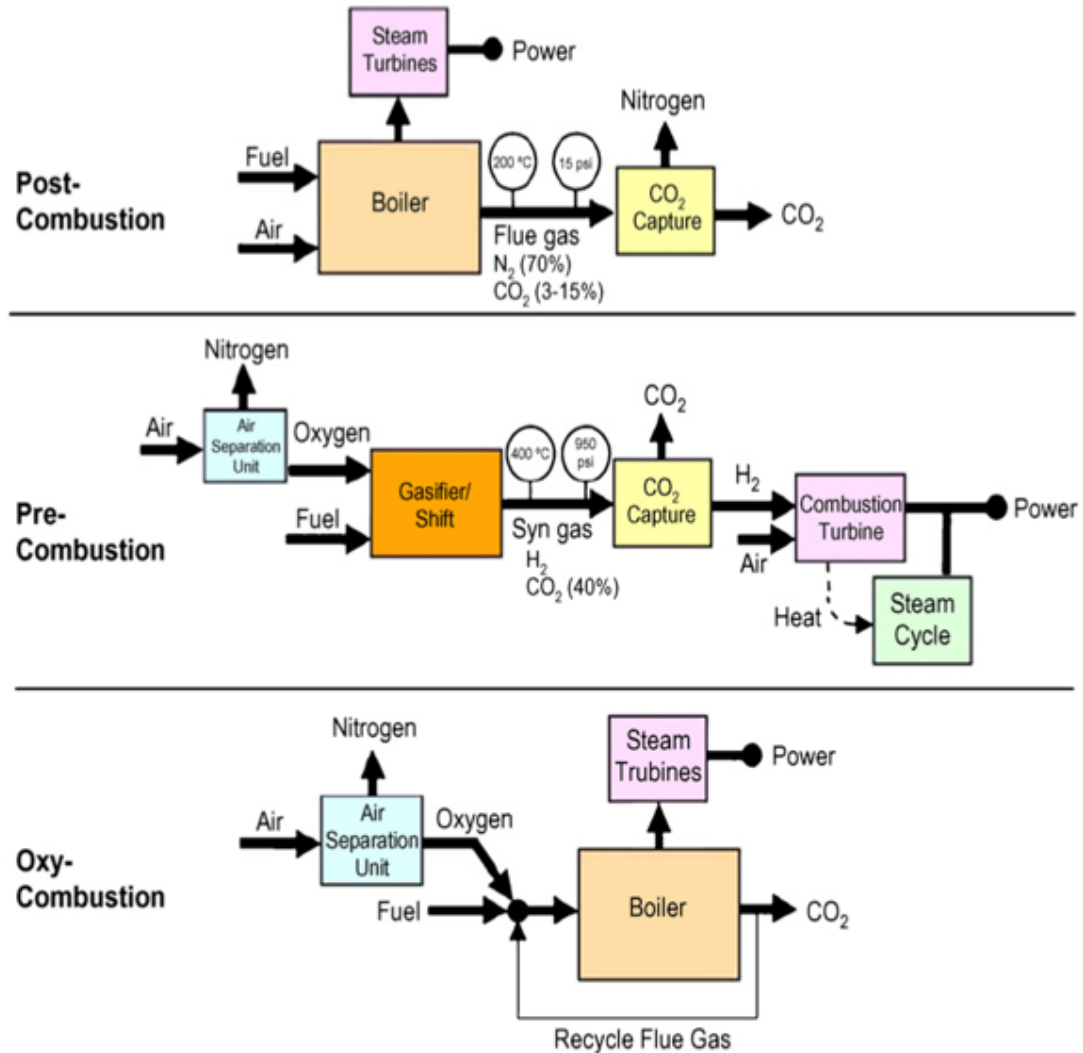 Post-
Combustion
Steam
Turbines
Power
Fuel
Air
Boiler
200 ºC
15 psi
Flue gas
N₂ (70%)
CO₂ (3-15%)
Nitrogen
CO₂
Capture
CO₂
Pre-
Combustion
Nitrogen
Air
Air
Separation
Unit
Oxygen
Fuel
Gasifier/
Shift
400 ºC
950
psi
Syn gas
H₂
CO₂ (40%)
CO₂
CO₂
Capture
H₂
Air
Combustion
Turbine
Power
Heat
Steam
Cycle
Oxy-
Combustion
Nitrogen
Air
Air
Separation
Unit
Oxygen
Fuel
Steam
Trubines
Power
Boiler
CO₂
Recycle Flue Gas